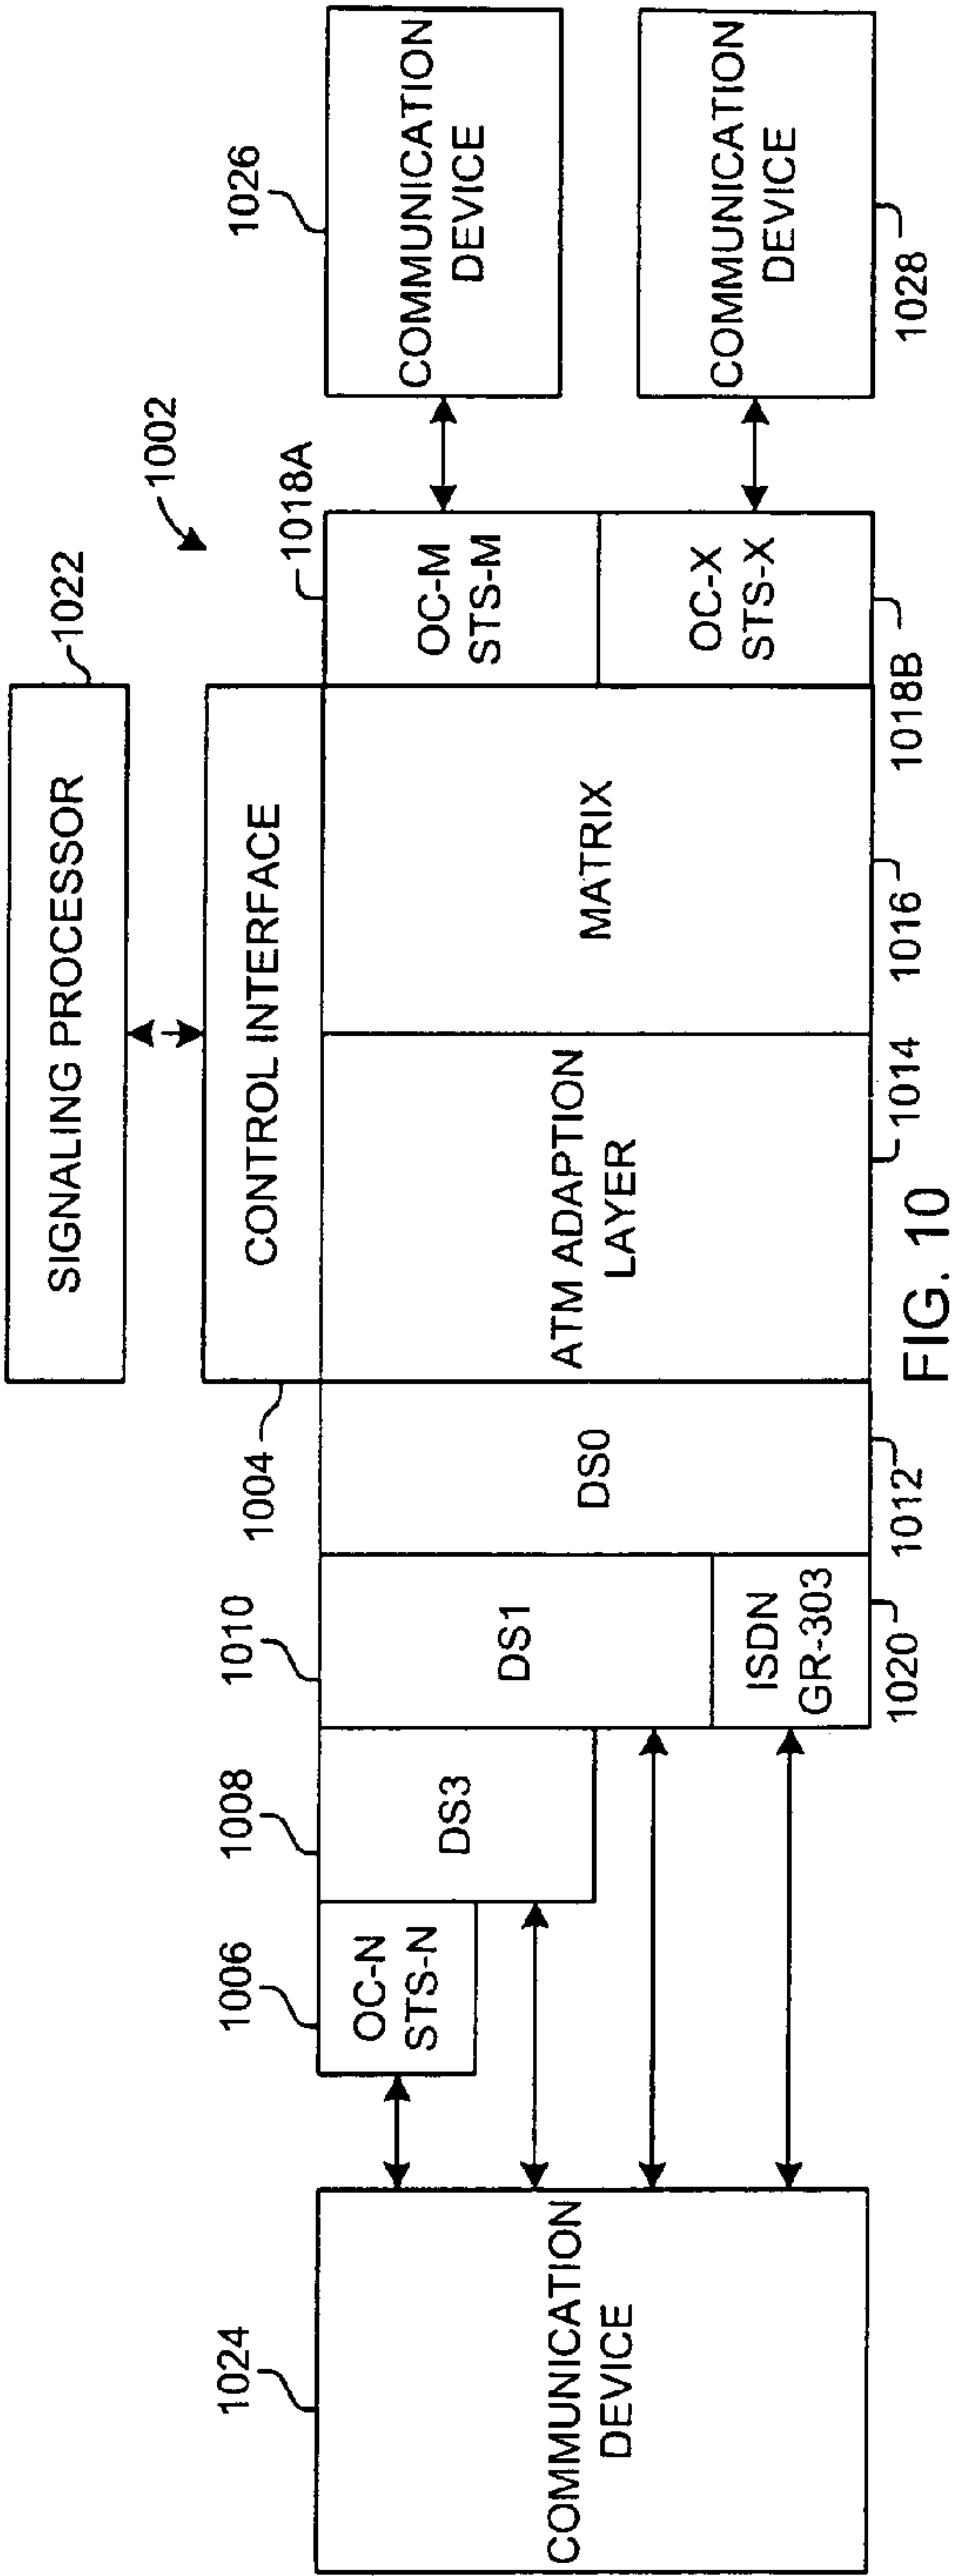 SIGNALING PROCESSOR
1022
1002
1004
CONTROL INTERFACE
1018A
1026
1024
1006
1008
1010
COMMUNICATION
DEVICE
OC-N
STS-N
DS3
DS1
ISDN
GR-303
DS0
ATM ADAPTION
LAYER
MATRIX
OC-M
STS-M
OC-X
STS-X
COMMUNICATION
DEVICE
COMMUNICATION
DEVICE
1020
1012
1014
1016
1018B
1028
FIG. 10